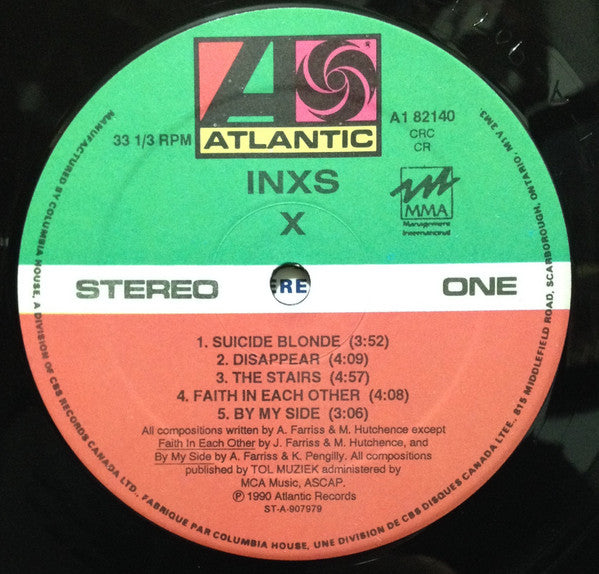 ATLANTIC
33 1/3 RPM
A1 82140
CRC
CR
INXS
X
MMA
Management
International
STEREO
RE
ONE
1. SUICIDE BLONDE (3:52)
2. DISAPPEAR (4:09)
3. THE STAIRS (4:57)
4. FAITH IN EACH OTHER (4:08)
5. BY MY SIDE (3:06)
All compositions written by A. Farriss & M. Hutchence except
Faith In Each Other by J. Farriss & M. Hutchence, and
By My Side by A. Farriss & K. Pengilly. All compositions
published by TOL MUZIEK administered by
MCA Music, ASCAP.
Ⓟ 1990 Atlantic Records
ST-A-907979
MANUFACTURED BY COLUMBIA HOUSE, A DIVISION OF CBS RECORDS CANADA LTD., FABRIQUE PAR COLUMBIA HOUSE, UNE DIVISION DE CBS DISQUES CANADA LTEE., 815 MIDDLEFIELD ROAD, SCARBOROUGH, ONTARIO, M1V 2M3